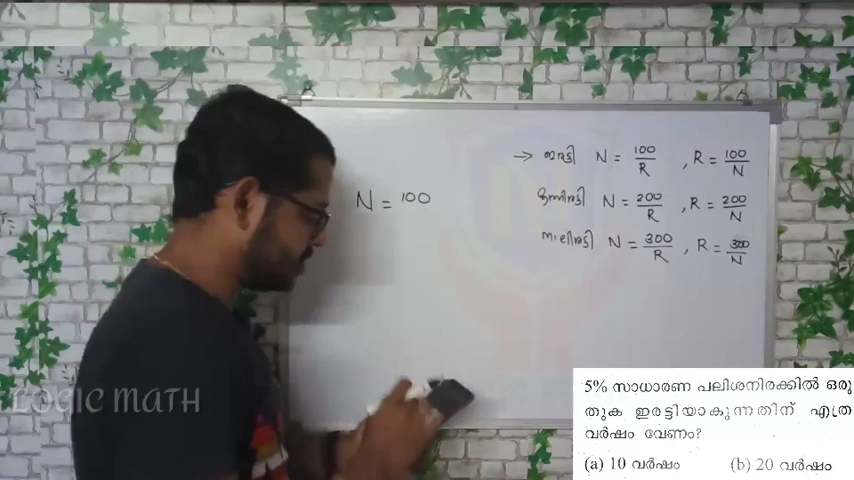 → ഇരട്ടി N = 100/R , R = 100/N
മൂന്നിരട്ടി N = 200/R , R = 200/N
നാലിരട്ടി N = 300/R , R = 300/N
N = 100
LOGIC MATH
5% സാധാരണ പലിശനിരക്കിൽ ഒരു
തുക ഇരട്ടിയാകുന്നതിന് എത്ര
വർഷം വേണം?
(a) 10 വർഷം (b) 20 വർഷം